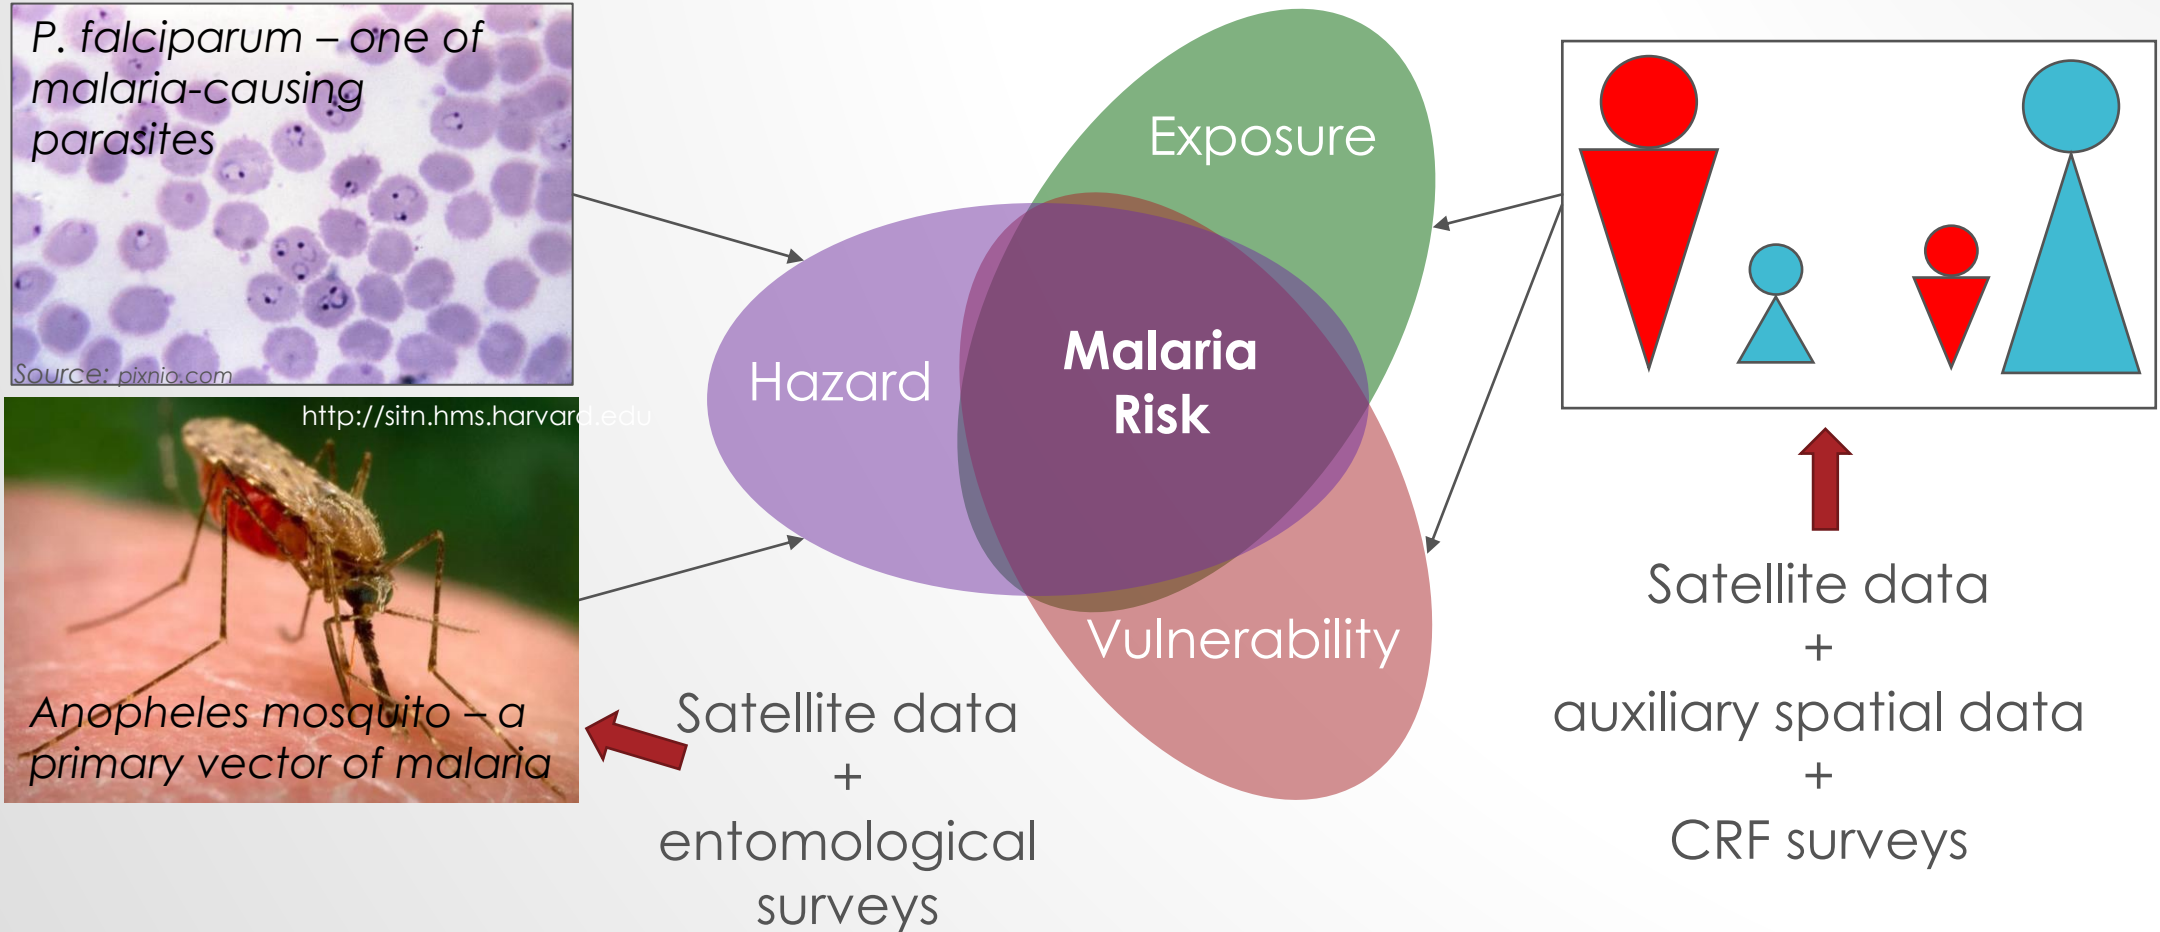 P. falciparum – one of
malaria-causing
parasites
Source: pixnio.com
http://sitn.hms.harvard.edu
Anopheles mosquito – a
primary vector of malaria
Satellite data
+
entomological
surveys
Hazard
Exposure
Malaria
Risk
Vulnerability
Satellite data
+
auxiliary spatial data
+
CRF surveys